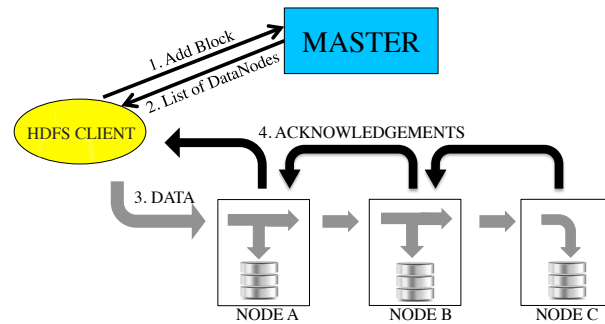 MASTER
1. Add Block
2. List of DataNodes
HDFS CLIENT
4. ACKNOWLEDGEMENTS
3. DATA
NODE A
NODE B
NODE C